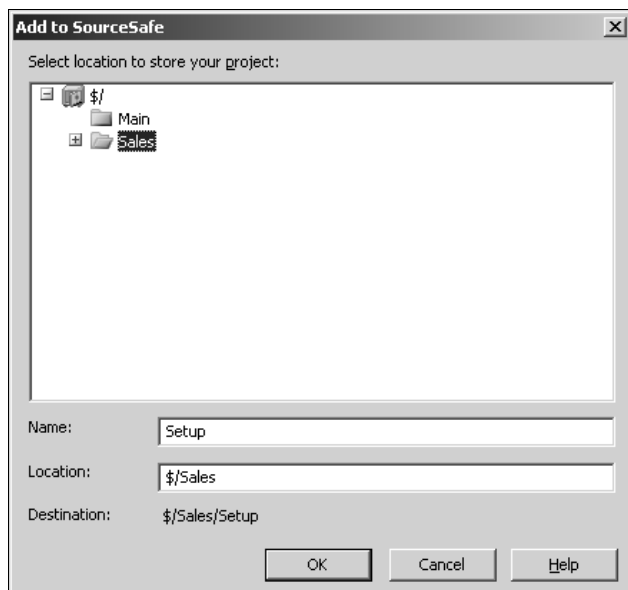 Add to SourceSafe
Select location to store your project:
$/
Main
Sales
Name: Setup
Location: $/Sales
Destination: $/Sales/Setup
OK Cancel Help